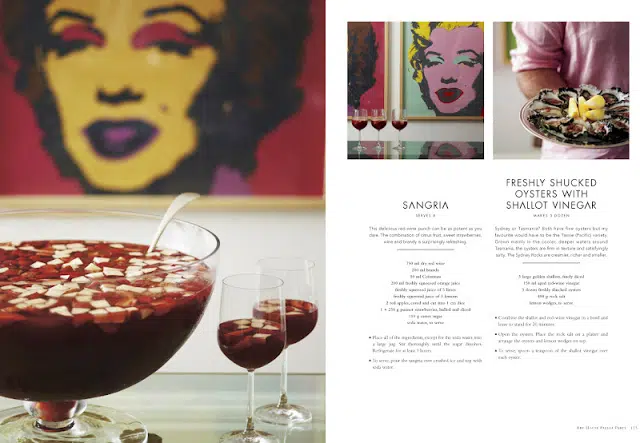 SANGRIA
SERVES 8
This delicious red wine punch can be as potent as you
dare. The combination of citrus fruit, sweet strawberries,
wine and brandy is surprisingly refreshing.
750 ml dry red wine
250 ml brandy
50 ml Cointreau
200 ml freshly squeezed orange juice
freshly squeezed juice of 3 limes
freshly squeezed juice of 3 lemons
2 red apples, cored and cut into 1 cm dice
1 × 250 g punnet strawberries, hulled and sliced
caster sugar
soda water, to serve
• Place all of the ingredients, except for the soda water into
a large jug. Stir thoroughly until the sugar dissolves.
Refrigerate for at least 3 hours.
• To serve, pour the sangria over crushed ice and top with
soda water.
FRESHLY SHUCKED
OYSTERS WITH
SHALLOT VINEGAR
MAKES 3 DOZEN
Sydney or Tasmania? Both have fine oysters but my
favourite would have to be the Tassie (Pacific) variety.
Grown mostly in the cooler, deeper waters around
Tasmania, the oysters are firm in texture and satisfyingly
salty. The Sydney Rocks are creamier, richer and smaller.
3 large golden shallots, finely diced
150 ml aged red-wine vinegar
3 dozen freshly shucked oysters
rock salt
lemon wedges, to serve
• Combine the shallot and red-wine vinegar in a bowl and
leave to stand for 20 minutes.
• Open the oysters. Place the rock salt on a platter and
arrange the oysters and lemon wedges on top.
• To serve, spoon a teaspoon of the shallot vinegar over
each oyster.